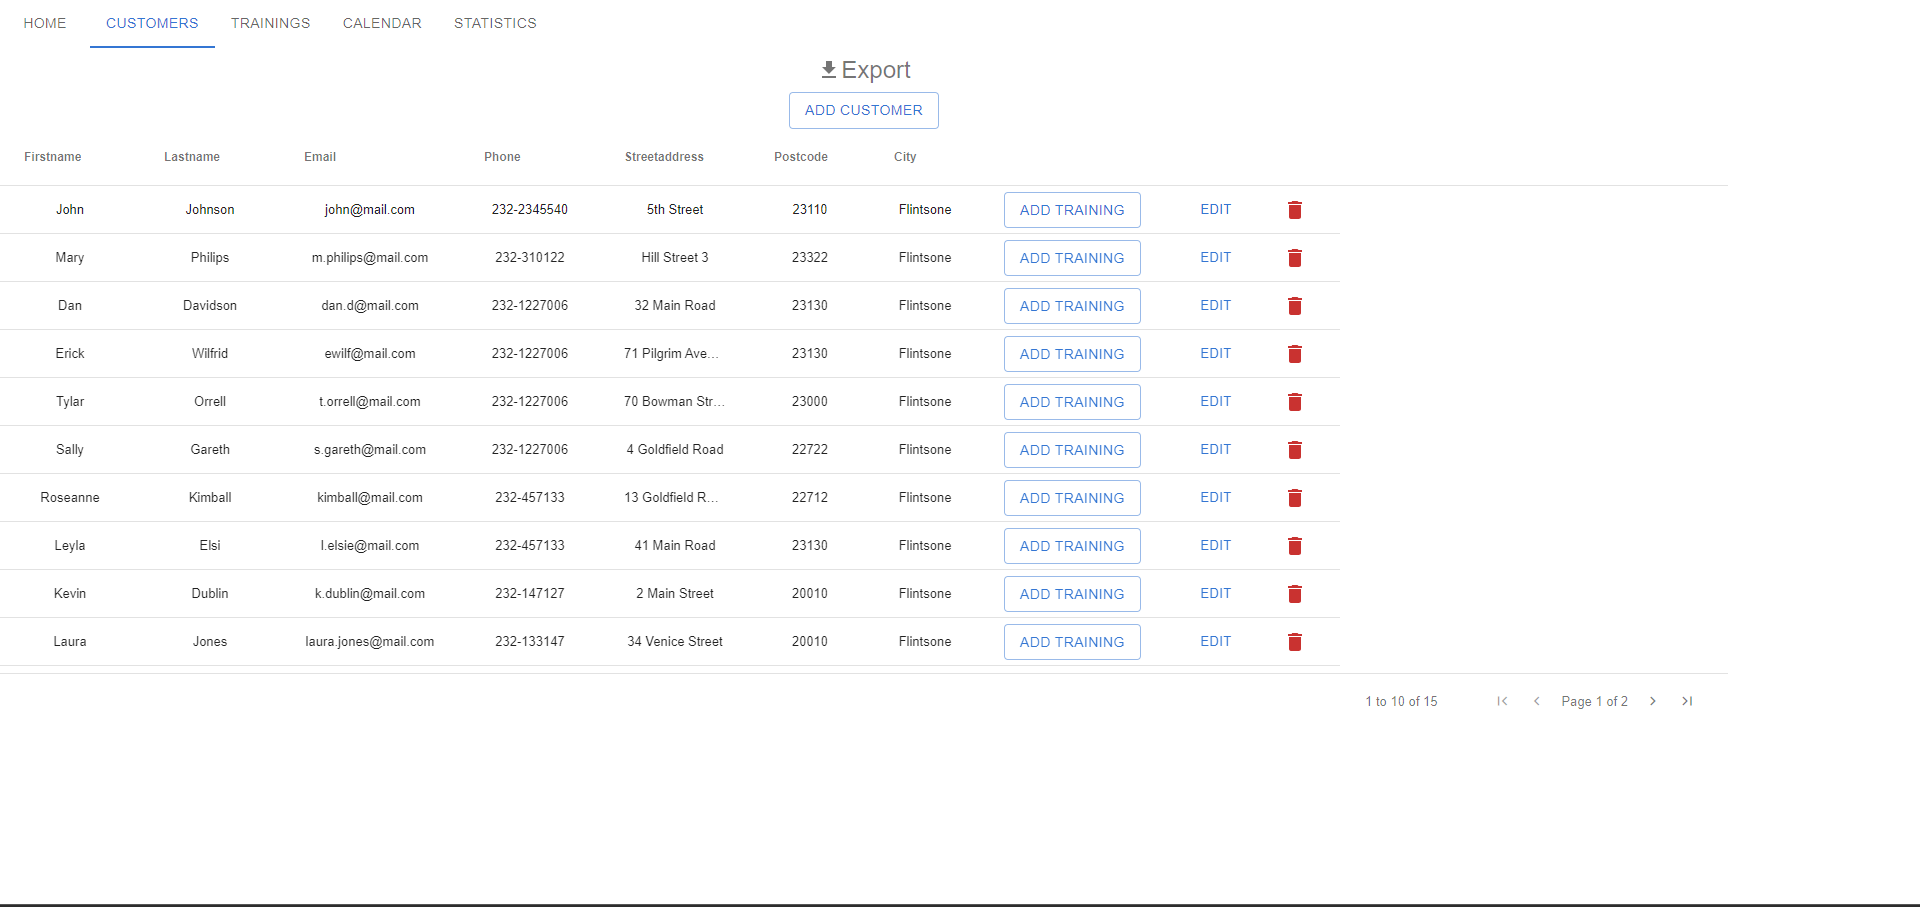 HOME CUSTOMERS TRAININGS CALENDAR STATISTICS
Export
ADD CUSTOMER
Firstname Lastname Email Phone Streetaddress Postcode City
John Johnson john@mail.com 232-2345540 5th Street 23110 Flintsone ADD TRAINING EDIT
Mary Philips m.philips@mail.com 232-310122 Hill Street 3 23322 Flintsone ADD TRAINING EDIT
Dan Davidson dan.d@mail.com 232-1227006 32 Main Road 23130 Flintsone ADD TRAINING EDIT
Erick Wilfrid ewilf@mail.com 232-1227006 71 Pilgrim Ave... 23130 Flintsone ADD TRAINING EDIT
Tylar Orrell t.orrell@mail.com 232-1227006 70 Bowman Str... 23000 Flintsone ADD TRAINING EDIT
Sally Gareth s.gareth@mail.com 232-1227006 4 Goldfield Road 22722 Flintsone ADD TRAINING EDIT
Roseanne Kimball kimball@mail.com 232-457133 13 Goldfield R... 22712 Flintsone ADD TRAINING EDIT
Leyla Elsi l.elsie@mail.com 232-457133 41 Main Road 23130 Flintsone ADD TRAINING EDIT
Kevin Dublin k.dublin@mail.com 232-147127 2 Main Street 20010 Flintsone ADD TRAINING EDIT
Laura Jones laura.jones@mail.com 232-133147 34 Venice Street 20010 Flintsone ADD TRAINING EDIT
1 to 10 of 15 Page 1 of 2